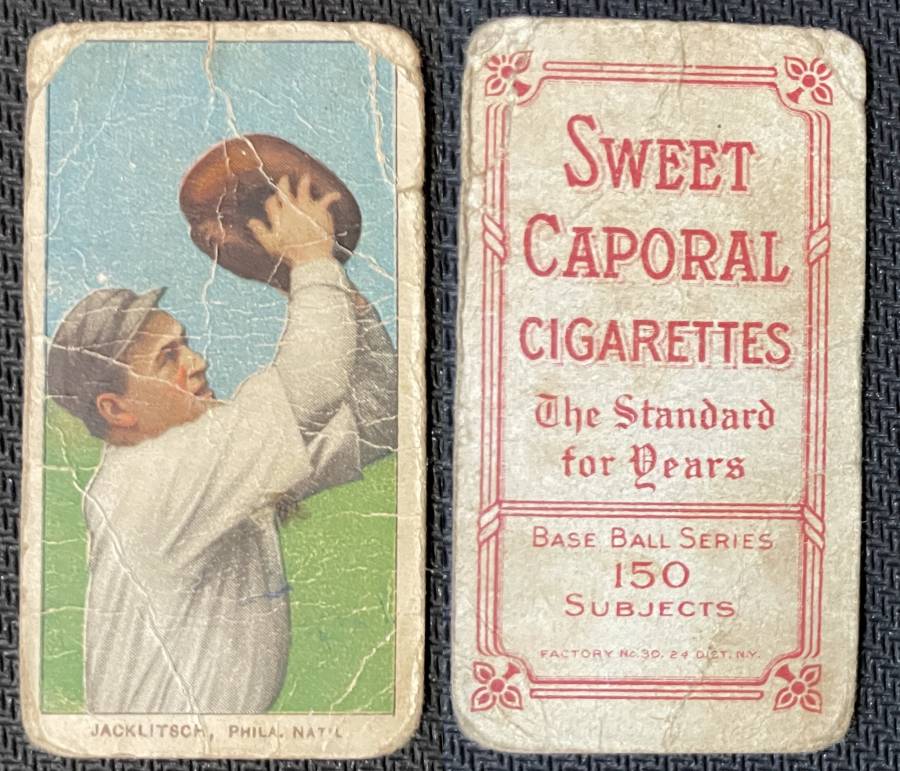 JACKLITSCH, PHILA. NAT'L
SWEET
CAPORAL
CIGARETTES
The Standard
for Years
BASE BALL SERIES
150
SUBJECTS
FACTORY No. 30. 24 DIST. N.Y.